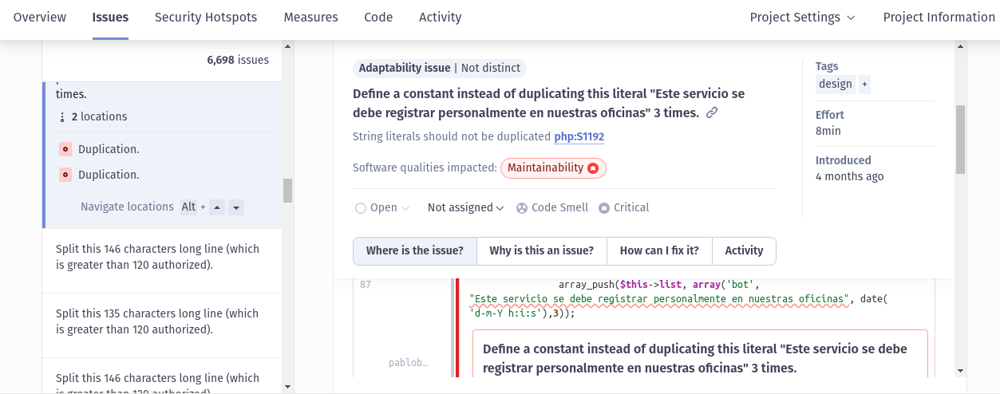 Overview Issues Security Hotspots Measures Code Activity Project Settings Project Information
6,698 issues
times.
2 locations
Duplication.
Duplication.
Navigate locations Alt +
Split this 146 characters long line (which
is greater than 120 authorized).
Split this 135 characters long line (which
is greater than 120 authorized).
Split this 146 characters long line (which
is greater than 120 authorized).
Adaptability issue | Not distinct
Define a constant instead of duplicating this literal "Este servicio se
debe registrar personalmente en nuestras oficinas" 3 times.
String literals should not be duplicated php:S1192
Software qualities impacted: Maintainability
Open Not assigned Code Smell Critical
Where is the issue? Why is this an issue? How can I fix it? Activity
87 array_push($this->list, array('bot',
"Este servicio se debe registrar personalmente en nuestras oficinas", date(
'd-m-Y h:i:s'),3));
pablob…
Define a constant instead of duplicating this literal "Este servicio se debe
registrar personalmente en nuestras oficinas" 3 times.
Tags
design +
Effort
8min
Introduced
4 months ago